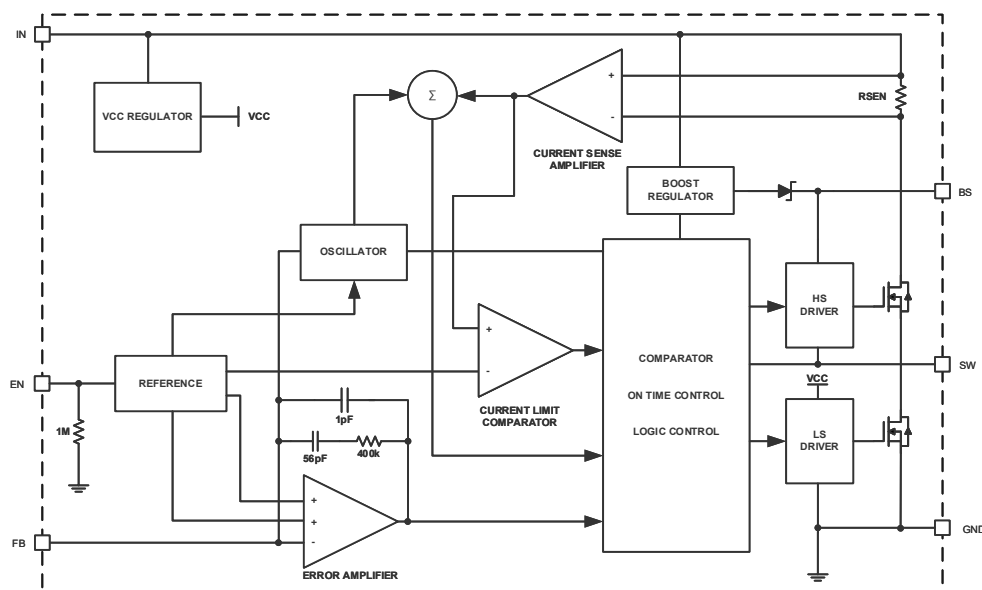 IN
VCC REGULATOR
VCC
Σ
+
-
CURRENT SENSE
AMPLIFIER
RSEN
BOOST
REGULATOR
BS
OSCILLATOR
HS
DRIVER
+
-
CURRENT LIMIT
COMPARATOR
COMPARATOR
ON TIME CONTROL
LOGIC CONTROL
SW
VCC
LS
DRIVER
EN
REFERENCE
1M
1pF
56pF
400k
+
+
-
ERROR AMPLIFIER
FB
GND